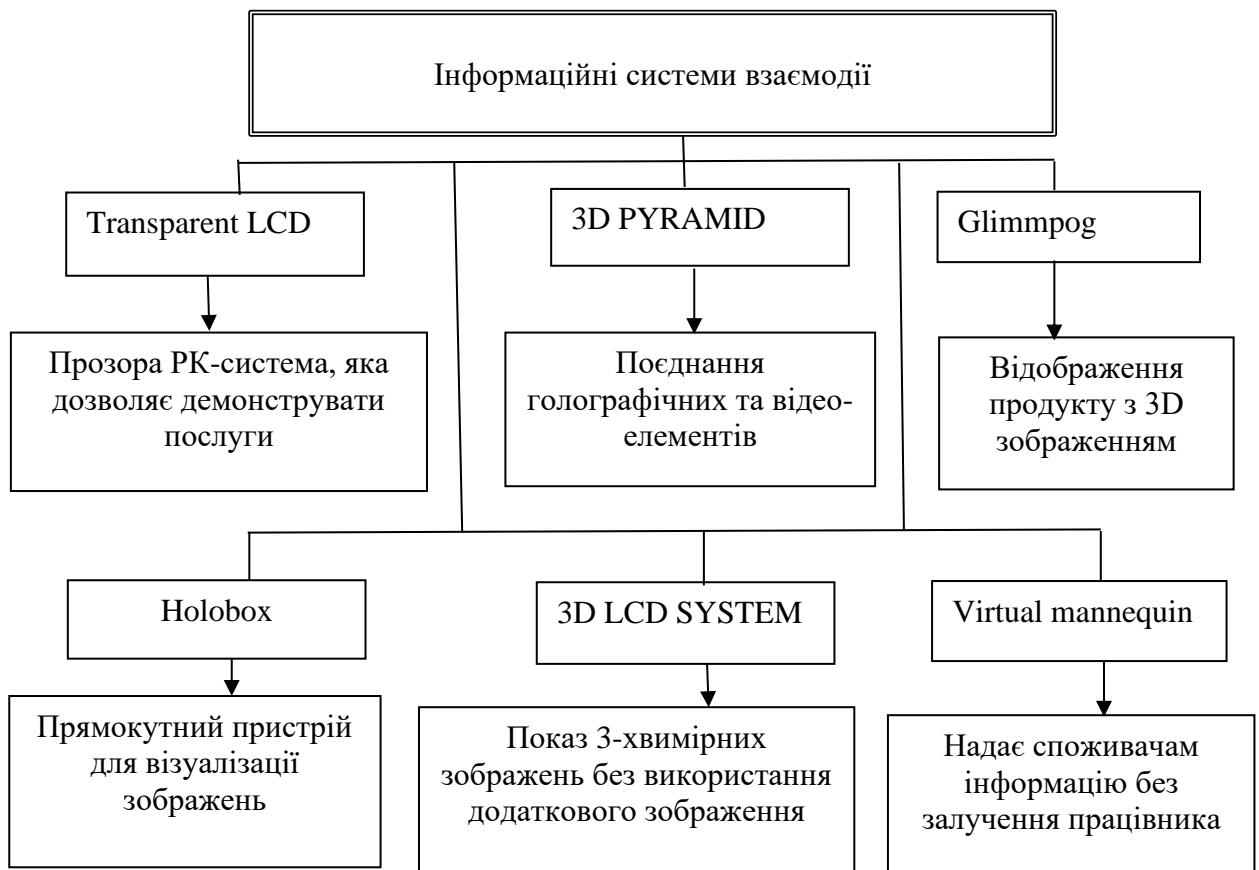 Інформаційні системи взаємодії
Transparent LCD
3D PYRAMID
Glimmpog
Прозора РК-система, яка
дозволяє демонструвати
послуги
Поєднання
голографічних та відео-
елементів
Відображення
продукту з 3D
зображенням
Holobox
3D LCD SYSTEM
Virtual mannequin
Прямокутний пристрій
для візуалізації
зображень
Показ 3-хвимірних
зображень без використання
додаткового зображення
Надає споживачам
інформацію без
залучення працівника